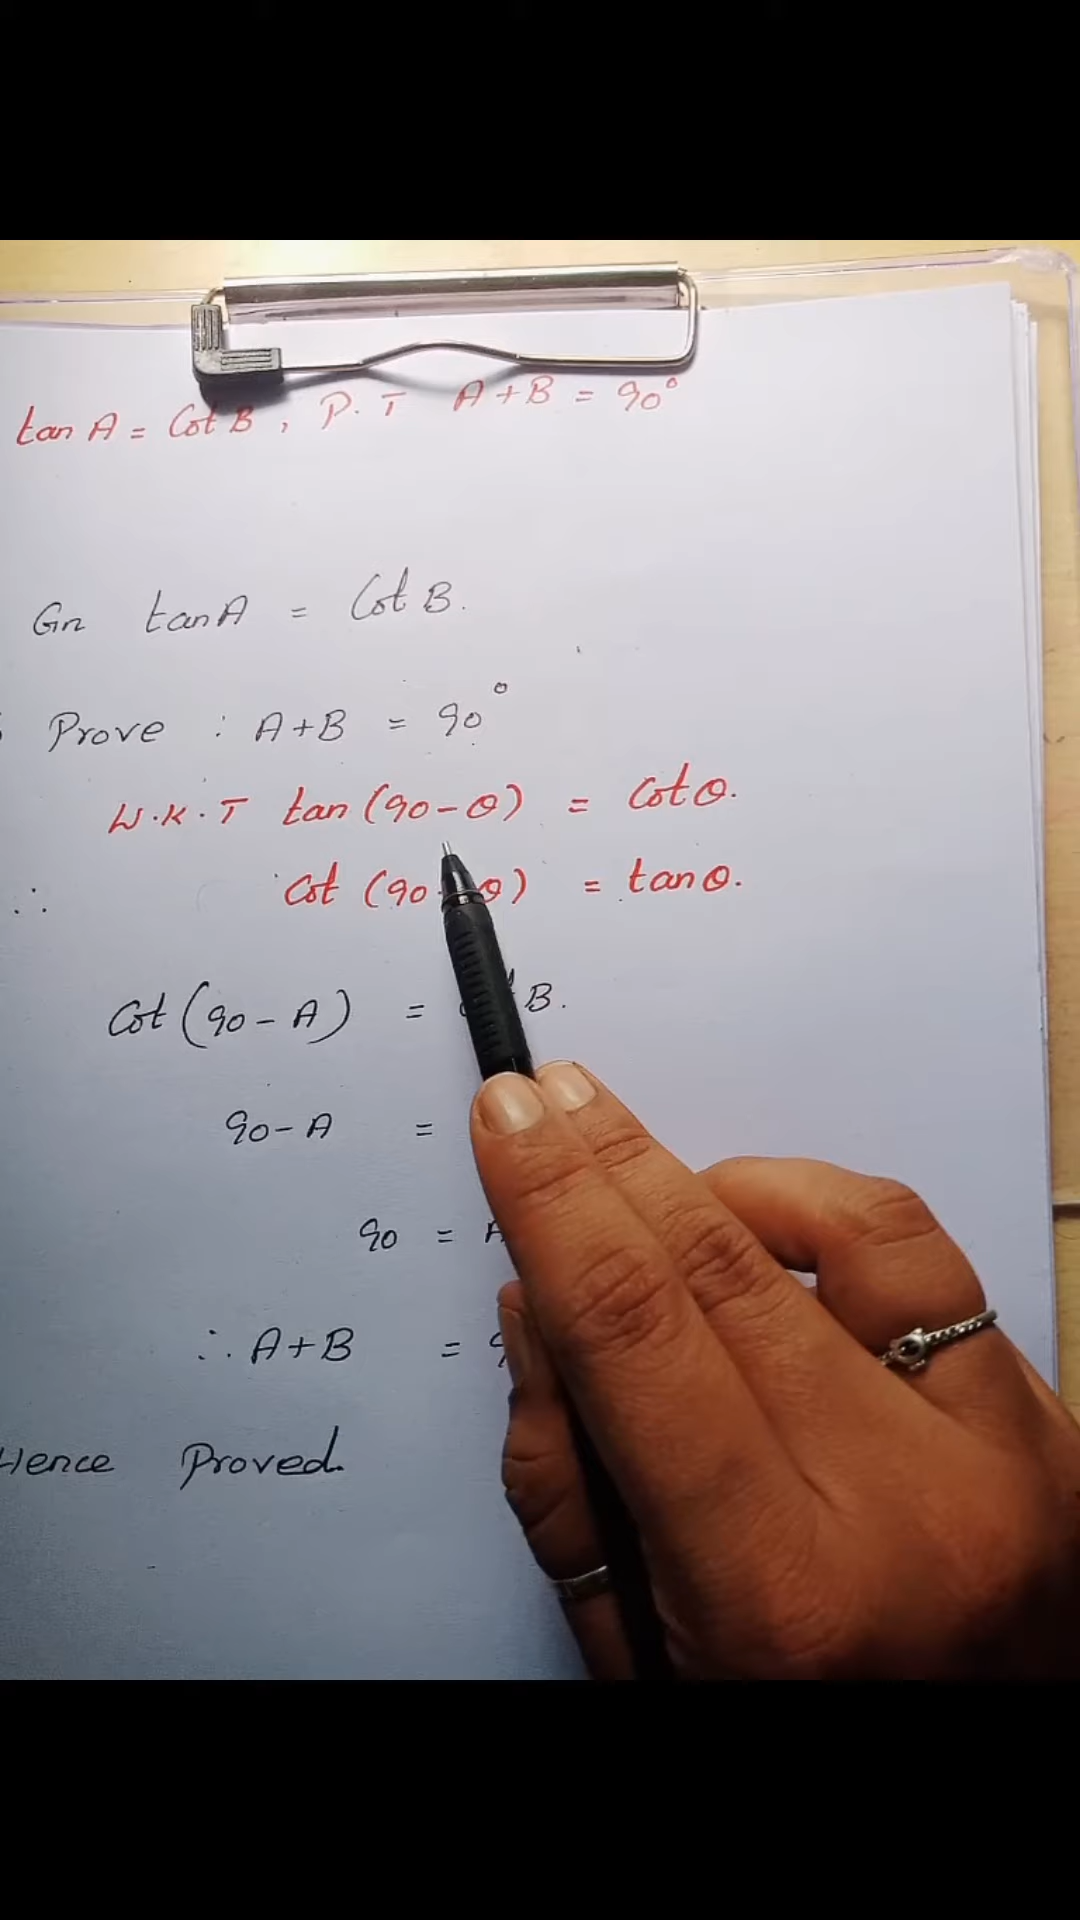 tan A = Cot B, P.T A+B = 90°
Gn tan A = Cot B.
Prove : A+B = 90°
W.K.T tan (90-θ) = Cot θ.
∴ Cot (90-θ) = tan θ.
Cot (90-A) = B.
90-A =
90 = A
∴ A+B = 9
Hence Proved.